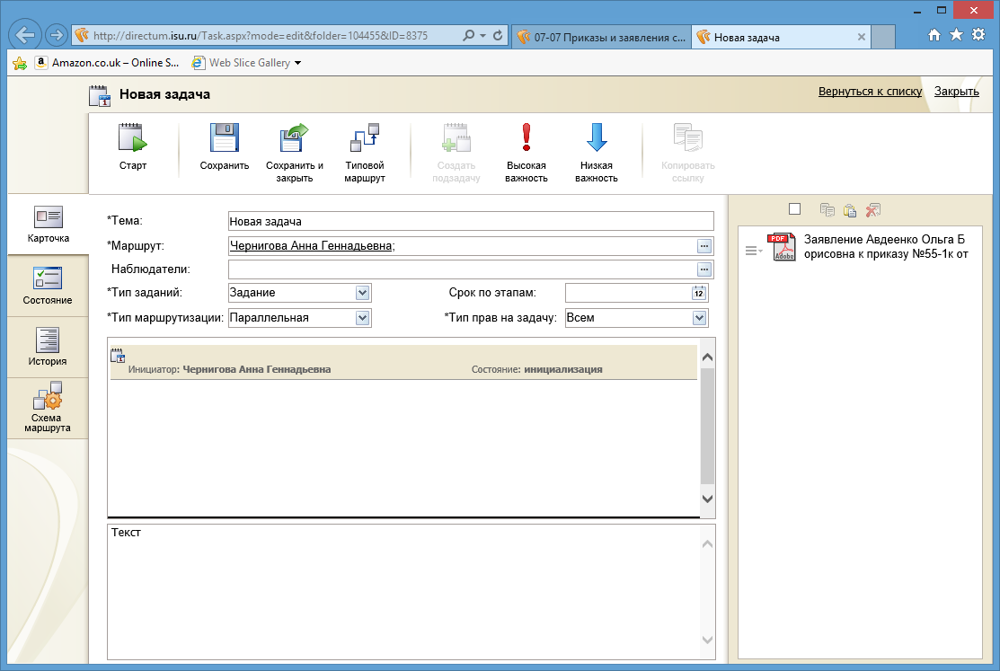 http://directum.isu.ru/Task.aspx?mode=edit&folder=104455&ID=8375
07-07 Приказы и заявления с...
Новая задача
a Amazon.co.uk – Online S...
Web Slice Gallery
Новая задача
Вернуться к списку
Закрыть
Старт
Сохранить
Сохранить и
закрыть
Типовой
маршрут
Создать
подзадачу
Высокая
важность
Низкая
важность
Копировать
ссылку
Карточка
Состояние
История
Схема
маршрута
*Тема:
Новая задача
*Маршрут:
Чернигова Анна Геннадьевна;
Наблюдатели:
*Тип заданий:
Задание
Срок по этапам:
12
*Тип маршрутизации:
Параллельная
*Тип прав на задачу:
Всем
Инициатор: Чернигова Анна Геннадьевна
Состояние: инициализация
Текст
PDF
Adobe
Заявление Авдеенко Ольга Б
орисовна к приказу №55-1к от